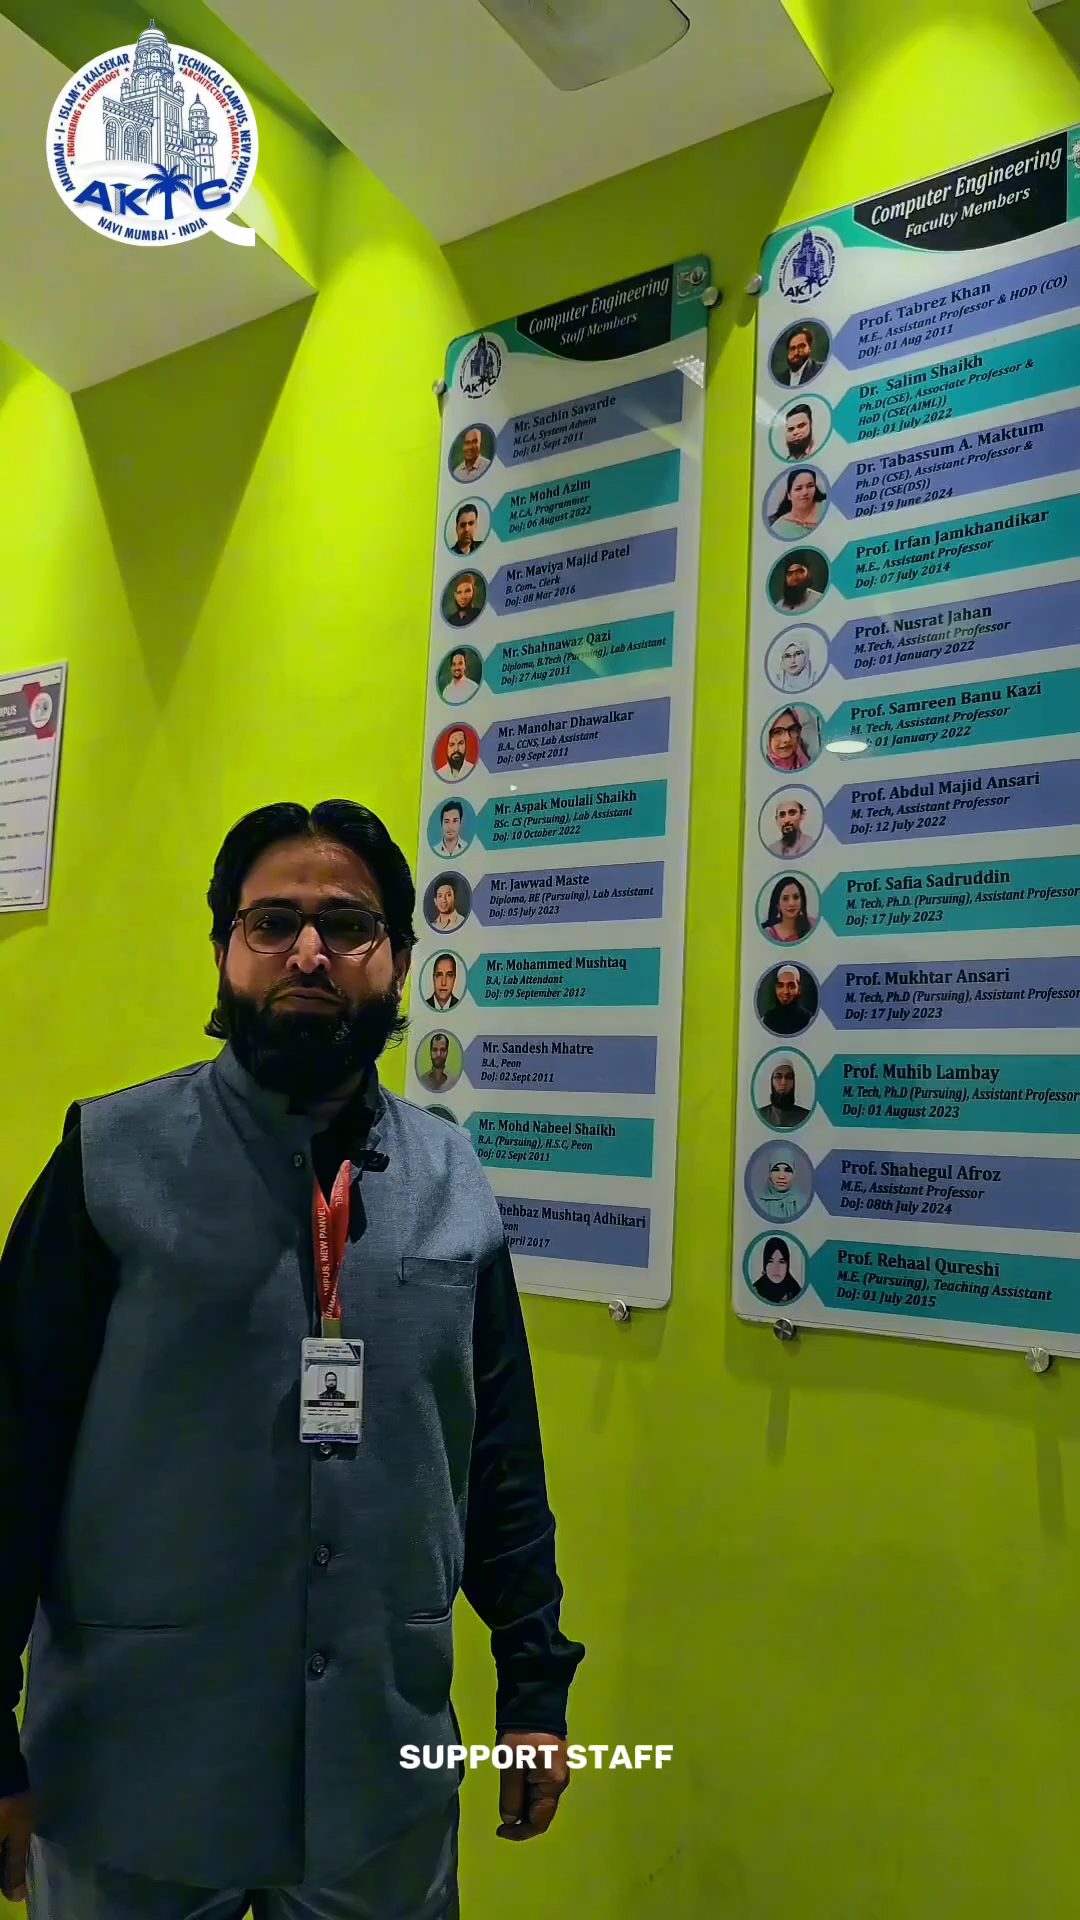 ANJUMAN - I - ISLAM'S KALSEKAR TECHNICAL CAMPUS, NEW PANVEL
ENGINEERING & TECHNOLOGY * ARCHITECTURE * PHARMACY
AKTC
NAVI MUMBAI - INDIA
Computer Engineering
Staff Members
AKTC
Mr. Sachin Savarde
M.C.A, System Admin
DoJ: 01 Sept 2011
Mr. Mohd Azim
M.C.A, Programmer
DoJ: 06 August 2022
Mr. Maviya Majid Patel
B. Com., Clerk
DoJ: 08 Mar 2016
Mr. Shahnawaz Qazi
Diploma, B.Tech (Pursuing), Lab Assistant
DoJ: 27 Aug 2011
Mr. Manohar Dhawalkar
B.A., CCNS, Lab Assistant
DoJ: 09 Sept 2011
Mr. Aspak Moulali Shaikh
BSc. CS (Pursuing), Lab Assistant
DoJ: 10 October 2022
Mr. Jawwad Maste
Diploma, BE (Pursuing), Lab Assistant
DoJ: 05 July 2023
Mr. Mohammed Mushtaq
B.A, Lab Attendant
DoJ: 09 September 2012
Mr. Sandesh Mhatre
B.A., Peon
DoJ: 02 Sept 2011
Mr. Mohd Nabeel Shaikh
B.A. (Pursuing), H.S.C, Peon
DoJ: 02 Sept 2011
Mushtaq Adhikari
April 2017
Computer Engineering
Faculty Members
AKTC
Prof. Tabrez Khan
M.E., Assistant Professor & HOD (CO)
DOJ: 01 Aug 2011
Dr. Salim Shaikh
Ph.D(CSE), Associate Professor &
HoD (CSE(AIML))
DoJ: 01 July 2022
Dr. Tabassum A. Maktum
Ph.D (CSE), Assistant Professor &
HoD (CSE(DS))
DoJ: 19 June 2024
Prof. Irfan Jamkhandikar
M.E., Assistant Professor
DoJ: 07 July 2014
Prof. Nusrat Jahan
M.Tech, Assistant Professor
DoJ: 01 January 2022
Prof. Samreen Banu Kazi
M. Tech, Assistant Professor
01 January 2022
Prof. Abdul Majid Ansari
M. Tech, Assistant Professor
DoJ: 12 July 2022
Prof. Safia Sadruddin
M. Tech, Ph.D. (Pursuing), Assistant Professor
DoJ: 17 July 2023
Prof. Mukhtar Ansari
M. Tech, Ph.D (Pursuing), Assistant Professor
DoJ: 17 July 2023
Prof. Muhib Lambay
M. Tech, Ph.D (Pursuing), Assistant Professor
DoJ: 01 August 2023
Prof. Shahegul Afroz
M.E., Assistant Professor
DoJ: 08th July 2024
Prof. Rehaal Qureshi
M.E. (Pursuing), Teaching Assistant
DoJ: 01 July 2015
NEW PANVEL
SUPPORT STAFF